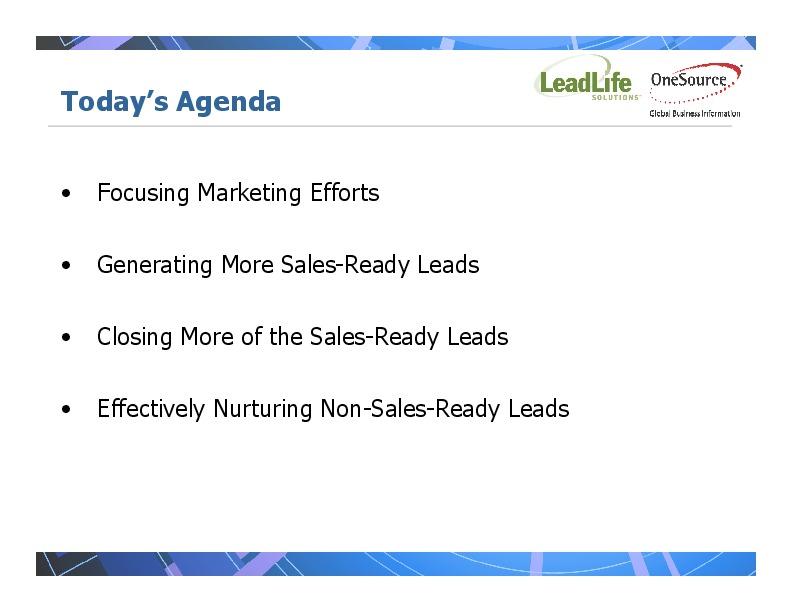 Today’s Agenda
LeadLife
SOLUTIONS
OneSource
Global Business Information
• Focusing Marketing Efforts
• Generating More Sales-Ready Leads
• Closing More of the Sales-Ready Leads
• Effectively Nurturing Non-Sales-Ready Leads